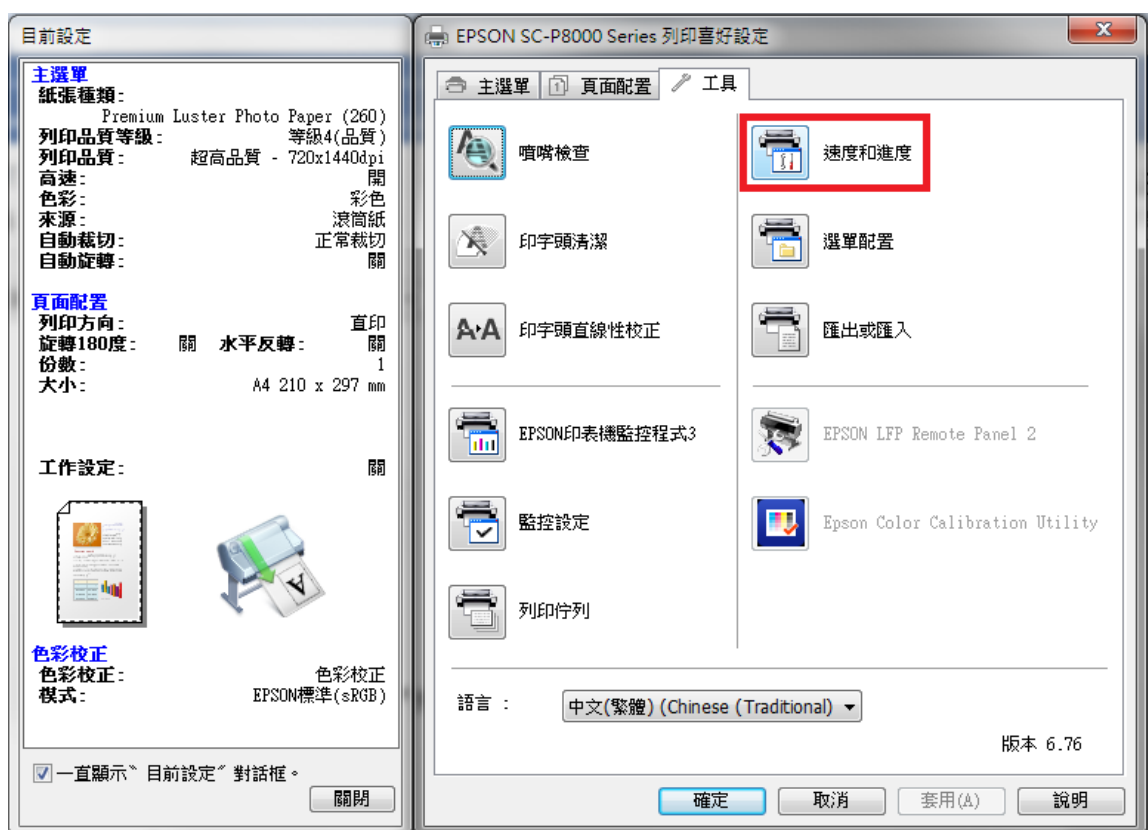 目前設定
主選單
紙張種類:
Premium Luster Photo Paper (260)
列印品質等級: 等級4(品質)
列印品質: 超高品質 - 720x1440dpi
高速: 開
色彩: 彩色
來源: 滾筒紙
自動裁切: 正常裁切
自動旋轉: 關
頁面配置
列印方向: 直印
旋轉180度: 關 水平反轉: 關
份數: 1
大小: A4 210 x 297 mm
工作設定: 關
色彩校正
色彩校正: 色彩校正
模式: EPSON標準(sRGB)
一直顯示〝目前設定〞對話框。
關閉
EPSON SC-P8000 Series 列印喜好設定
主選單 頁面配置 工具
噴嘴檢查
印字頭清潔
印字頭直線性校正
EPSON印表機監控程式3
監控設定
列印佇列
速度和進度
選單配置
匯出或匯入
EPSON LFP Remote Panel 2
Epson Color Calibration Utility
語言 : 中文(繁體) (Chinese (Traditional)
版本 6.76
確定 取消 套用(A) 說明